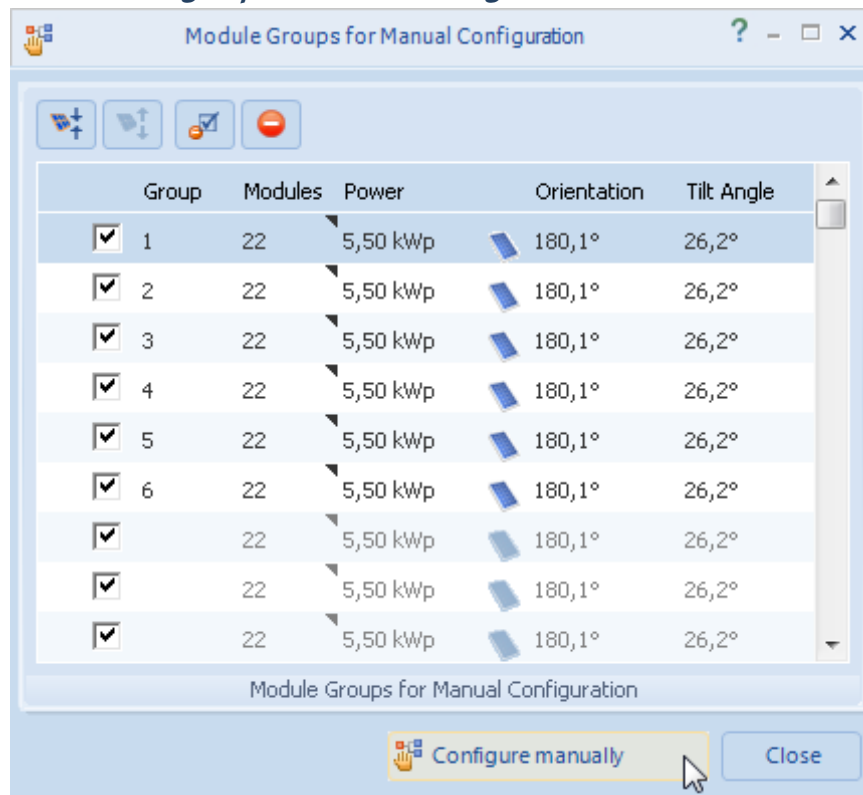 Module Groups for Manual Configuration ?
Group Modules Power Orientation Tilt Angle
1 22 5,50 kWp 180,1° 26,2°
2 22 5,50 kWp 180,1° 26,2°
3 22 5,50 kWp 180,1° 26,2°
4 22 5,50 kWp 180,1° 26,2°
5 22 5,50 kWp 180,1° 26,2°
6 22 5,50 kWp 180,1° 26,2°
22 5,50 kWp 180,1° 26,2°
22 5,50 kWp 180,1° 26,2°
22 5,50 kWp 180,1° 26,2°
Module Groups for Manual Configuration
Configure manually Close